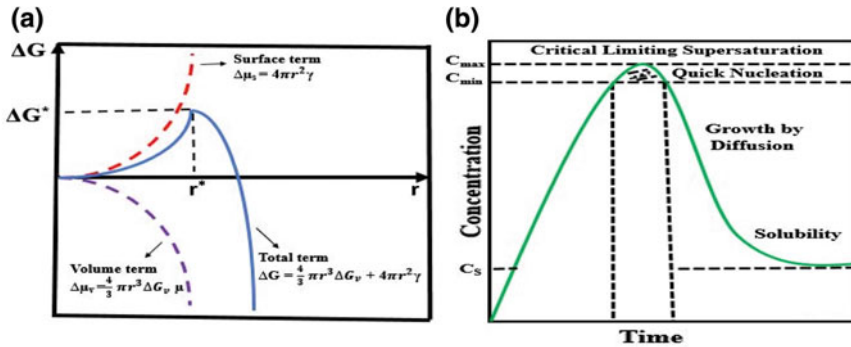 (a)
ΔG
Surface term
Δμₛ = 4πr²γ
ΔG*
r*
r
Volume term
Δμᵥ = 4/3 πr³ΔGᵥ μ
Total term
ΔG = 4/3 πr³ΔGᵥ + 4πr²γ
(b)
Critical Limiting Supersaturation
Cmax
Cmin
Quick Nucleation
Concentration
Growth by
Diffusion
Solubility
Cs
Time